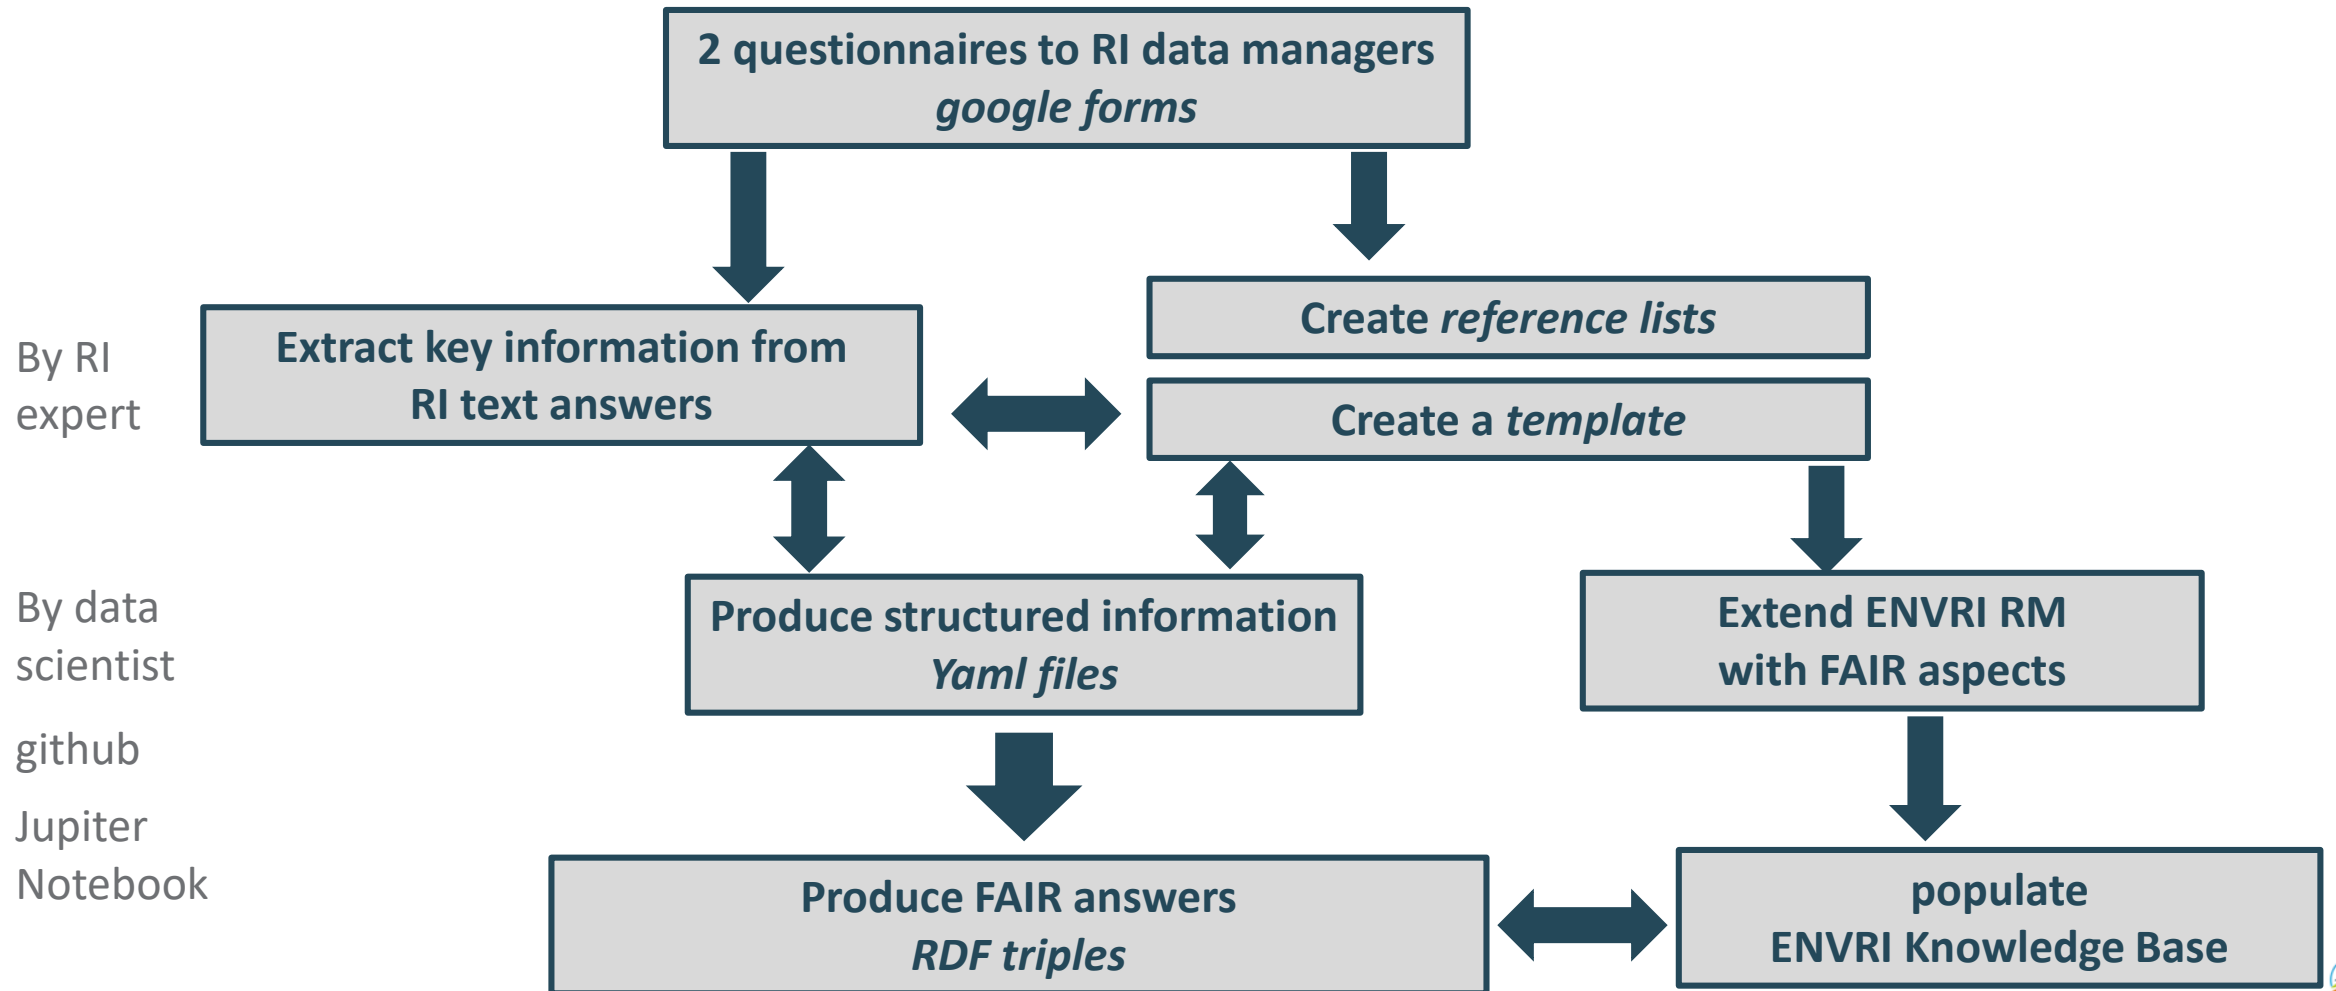 2 questionnaires to RI data managers
google forms
Create reference lists
By RI
expert
Extract key information from
RI text answers
Create a template
By data
scientist
Produce structured information
Yaml files
Extend ENVRI RM
with FAIR aspects
github
Jupiter
Notebook
Produce FAIR answers
RDF triples
populate
ENVRI Knowledge Base